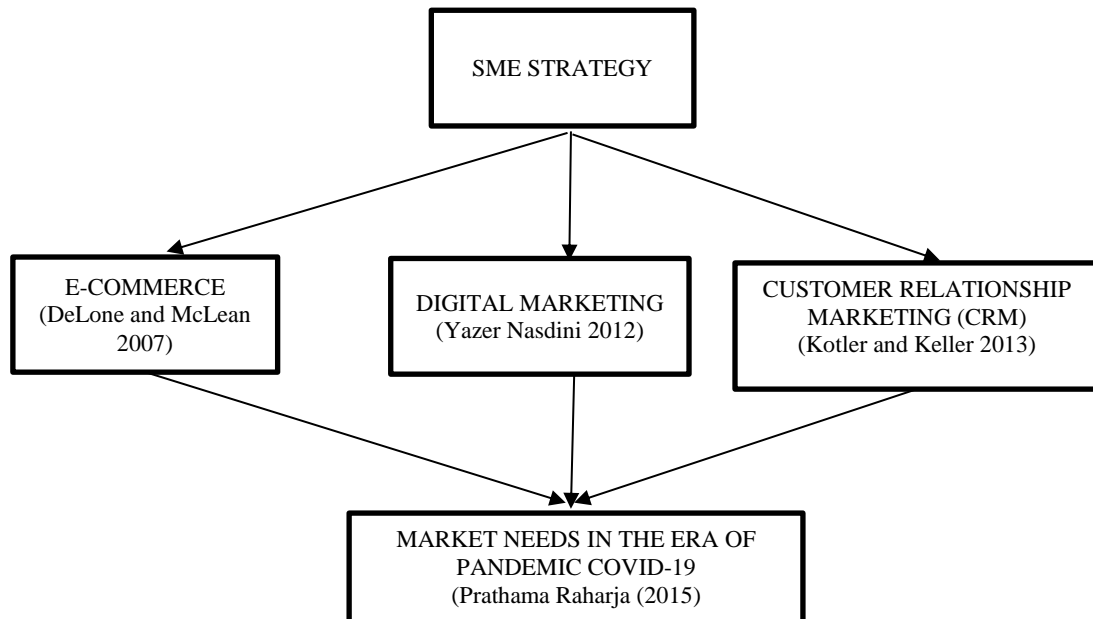 SME STRATEGY
E-COMMERCE
(DeLone and McLean
2007)
DIGITAL MARKETING
(Yazer Nasdini 2012)
CUSTOMER RELATIONSHIP
MARKETING (CRM)
(Kotler and Keller 2013)
MARKET NEEDS IN THE ERA OF
PANDEMIC COVID-19
(Prathama Raharja (2015)